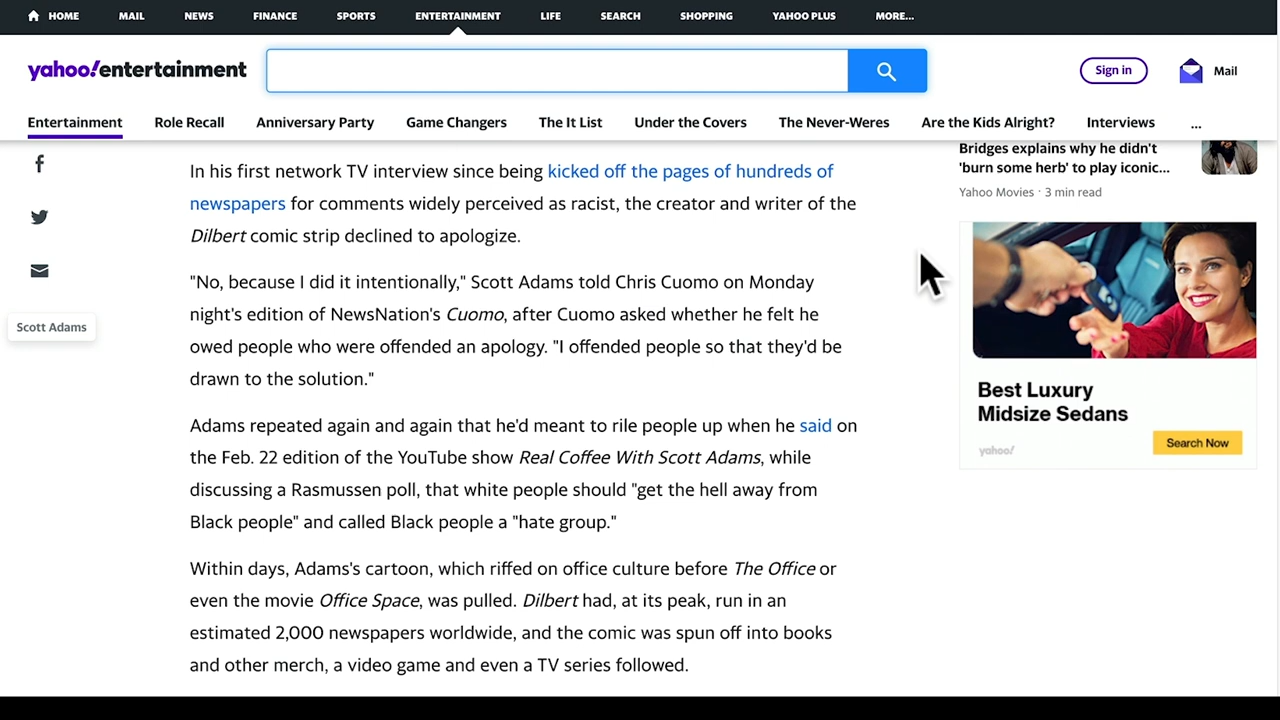 HOME MAIL NEWS FINANCE SPORTS ENTERTAINMENT LIFE SEARCH SHOPPING YAHOO PLUS MORE...
yahoo!entertainment
Sign in
Mail
Entertainment Role Recall Anniversary Party Game Changers The It List Under the Covers The Never-Weres Are the Kids Alright? Interviews ...
In his first network TV interview since being kicked off the pages of hundreds of
newspapers for comments widely perceived as racist, the creator and writer of the
Dilbert comic strip declined to apologize.
"No, because I did it intentionally," Scott Adams told Chris Cuomo on Monday
night's edition of NewsNation's Cuomo, after Cuomo asked whether he felt he
owed people who were offended an apology. "I offended people so that they'd be
drawn to the solution."
Adams repeated again and again that he'd meant to rile people up when he said on
the Feb. 22 edition of the YouTube show Real Coffee With Scott Adams, while
discussing a Rasmussen poll, that white people should "get the hell away from
Black people" and called Black people a "hate group."
Within days, Adams's cartoon, which riffed on office culture before The Office or
even the movie Office Space, was pulled. Dilbert had, at its peak, run in an
estimated 2,000 newspapers worldwide, and the comic was spun off into books
and other merch, a video game and even a TV series followed.
Scott Adams
Bridges explains why he didn't
'burn some herb' to play iconic...
Yahoo Movies · 3 min read
Best Luxury
Midsize Sedans
yahoo!
Search Now